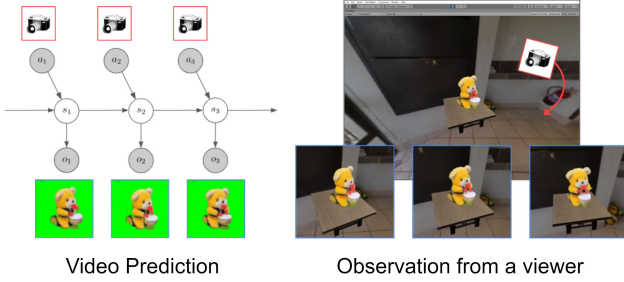 a1 a2 a3
s1 s2 s3
o1 o2 o3
Video Prediction
Observation from a viewer